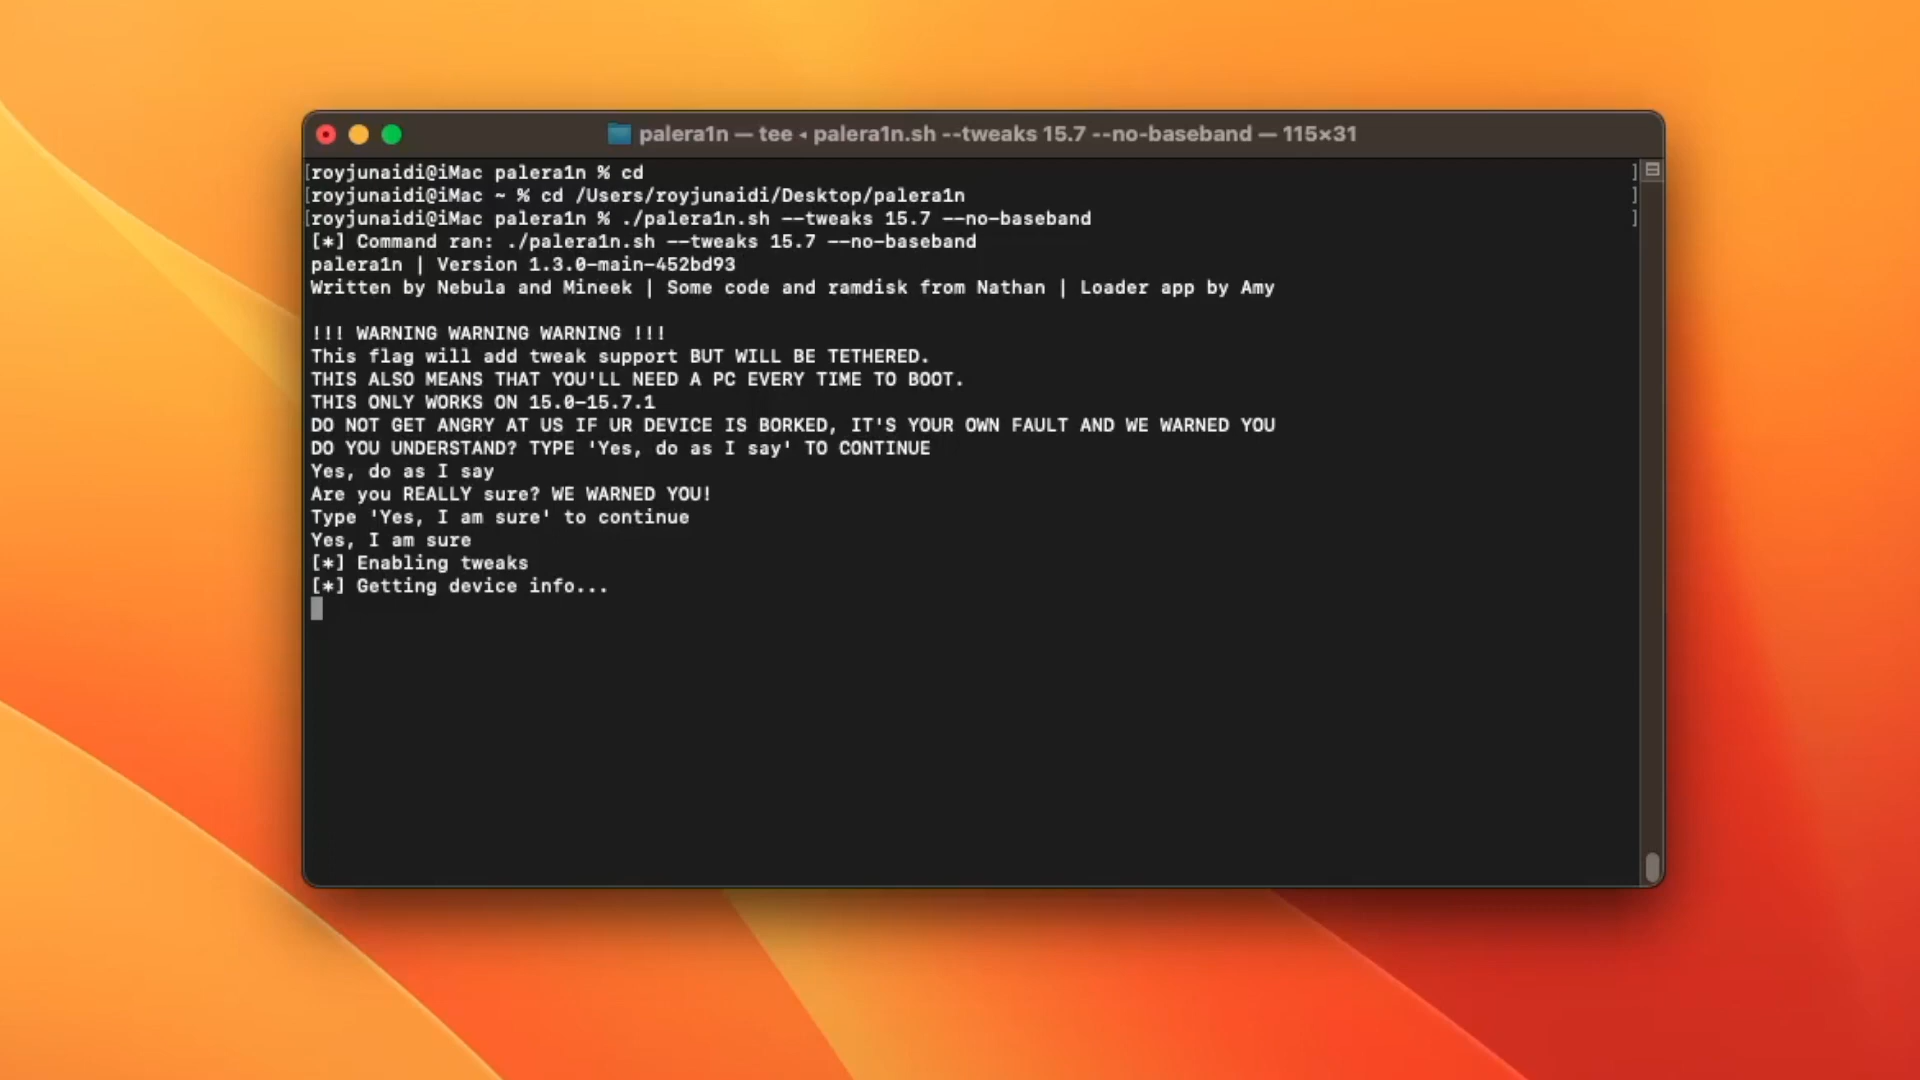 palera1n — tee ◂ palera1n.sh --tweaks 15.7 --no-baseband — 115×31
[royjunaidi@iMac palera1n % cd ]
[royjunaidi@iMac ~ % cd /Users/royjunaidi/Desktop/palera1n ]
[royjunaidi@iMac palera1n % ./palera1n.sh --tweaks 15.7 --no-baseband ]
[*] Command ran: ./palera1n.sh --tweaks 15.7 --no-baseband
palera1n | Version 1.3.0-main-452bd93
Written by Nebula and Mineek | Some code and ramdisk from Nathan | Loader app by Amy
!!! WARNING WARNING WARNING !!!
This flag will add tweak support BUT WILL BE TETHERED.
THIS ALSO MEANS THAT YOU'LL NEED A PC EVERY TIME TO BOOT.
THIS ONLY WORKS ON 15.0-15.7.1
DO NOT GET ANGRY AT US IF UR DEVICE IS BORKED, IT'S YOUR OWN FAULT AND WE WARNED YOU
DO YOU UNDERSTAND? TYPE 'Yes, do as I say' TO CONTINUE
Yes, do as I say
Are you REALLY sure? WE WARNED YOU!
Type 'Yes, I am sure' to continue
Yes, I am sure
[*] Enabling tweaks
[*] Getting device info...